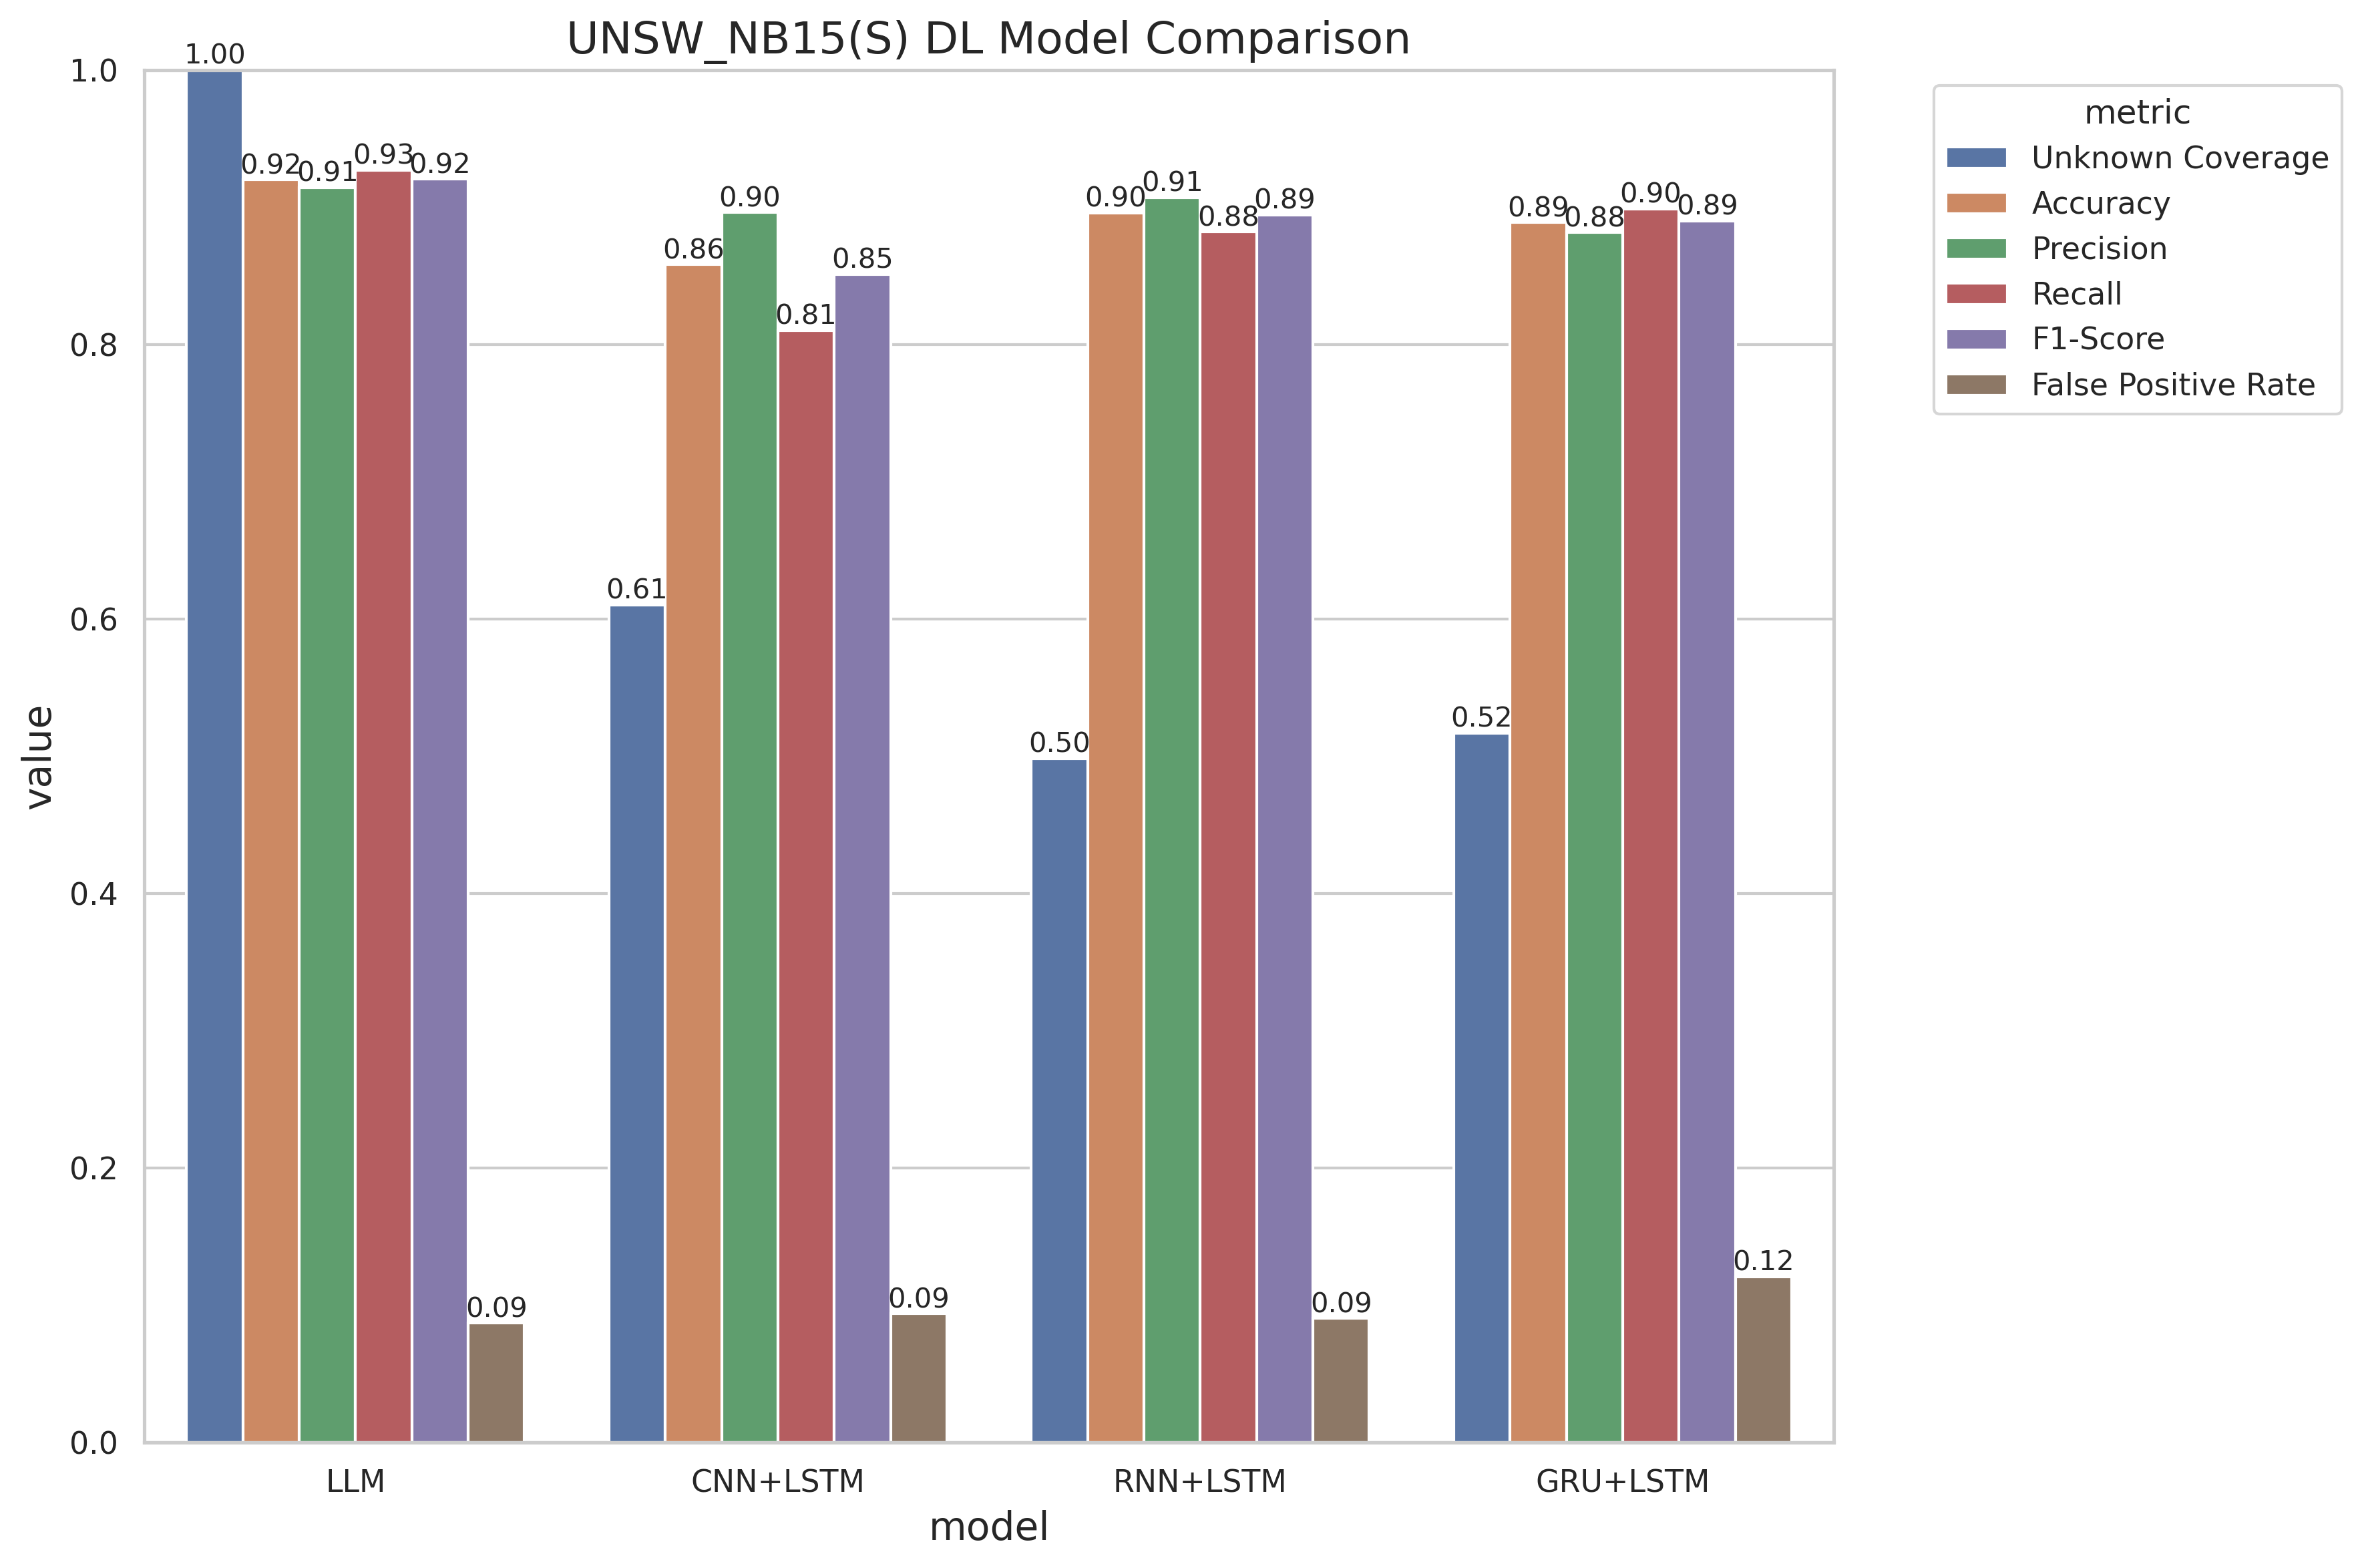 UNSW_NB15(S) DL Model Comparison
value
1.0
0.8
0.6
0.4
0.2
0.0
1.00
0.92
0.91
0.93
0.92
0.09
0.61
0.86
0.90
0.81
0.85
0.09
0.50
0.90
0.91
0.88
0.89
0.09
0.52
0.89
0.88
0.90
0.89
0.12
LLM
CNN+LSTM
RNN+LSTM
GRU+LSTM
model
metric
Unknown Coverage
Accuracy
Precision
Recall
F1-Score
False Positive Rate